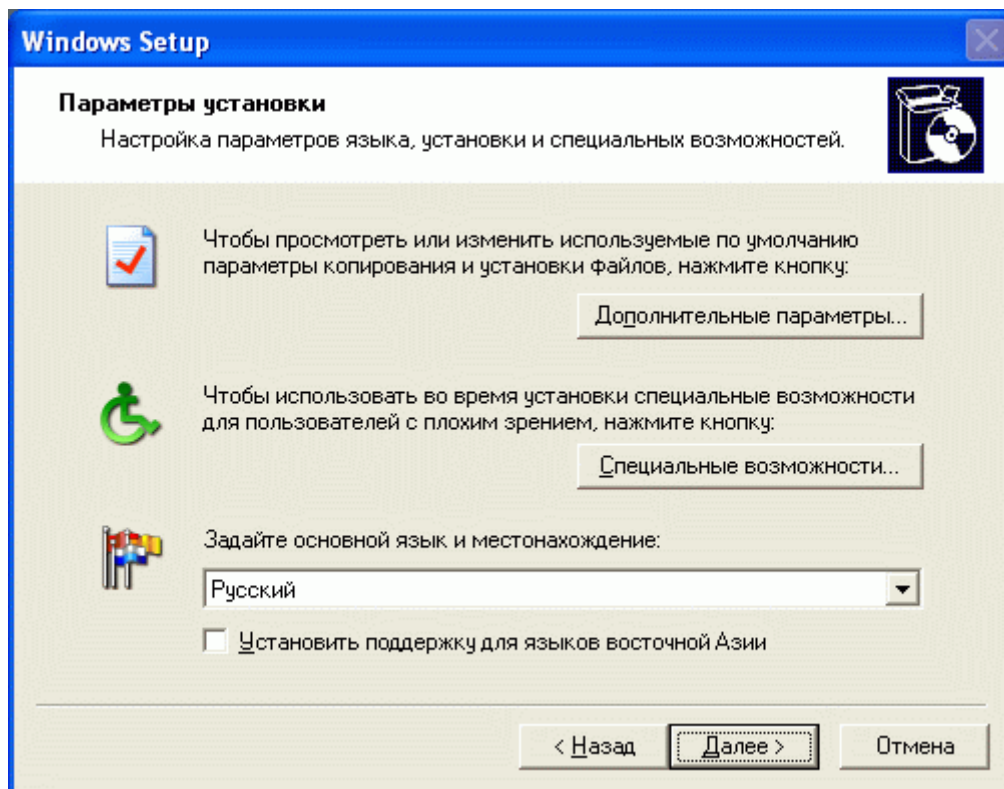 Windows Setup
Параметры установки
Настройка параметров языка, установки и специальных возможностей.
Чтобы просмотреть или изменить используемые по умолчанию
параметры копирования и установки файлов, нажмите кнопку:
Дополнительные параметры...
Чтобы использовать во время установки специальные возможности
для пользователей с плохим зрением, нажмите кнопку:
Специальные возможности...
Задайте основной язык и местонахождение:
Русский
Установить поддержку для языков восточной Азии
< Назад Далее > Отмена